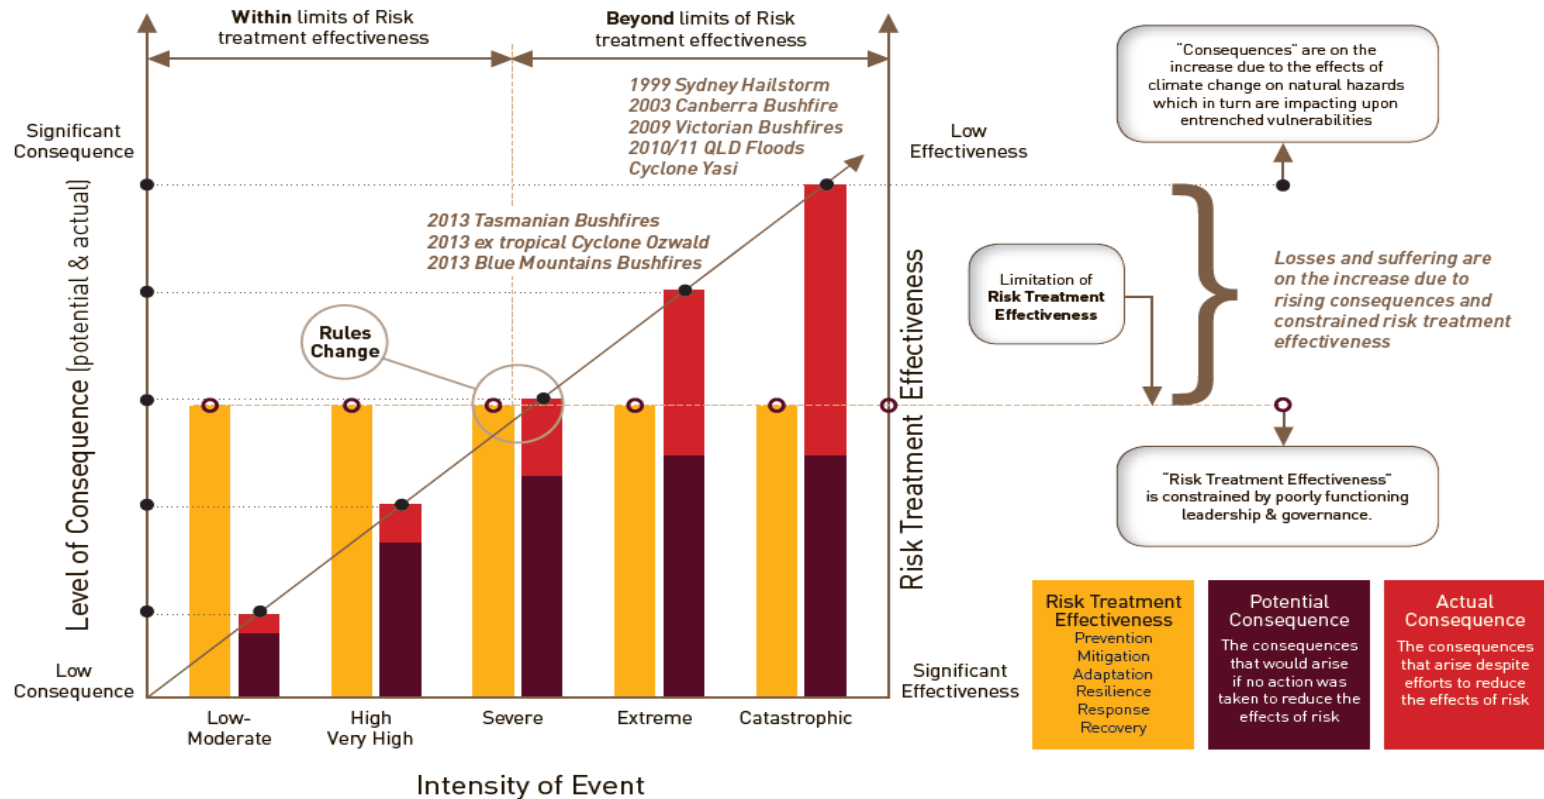 Within limits of Risk
treatment effectiveness
Beyond limits of Risk
treatment effectiveness
1999 Sydney Hailstorm
2003 Canberra Bushfire
2009 Victorian Bushfires
2010/11 QLD Floods
Cyclone Yasi
2013 Tasmanian Bushfires
2013 ex tropical Cyclone Ozwald
2013 Blue Mountains Bushfires
Rules
Change
Significant
Consequence
Level of Consequence (potential & actual)
Low
Consequence
Low
Effectiveness
Risk Treatment Effectiveness
Significant
Effectiveness
Low-
Moderate
High
Very High
Severe
Extreme
Catastrophic
Intensity of Event
"Consequences" are on the
increase due to the effects of
climate change on natural hazards
which in turn are impacting upon
entrenched vulnerabilities
Limitation of
Risk Treatment
Effectiveness
Losses and suffering are
on the increase due to
rising consequences and
constrained risk treatment
effectiveness
"Risk Treatment Effectiveness"
is constrained by poorly functioning
leadership & governance.
Risk Treatment
Effectiveness
Prevention
Mitigation
Adaptation
Resilience
Response
Recovery
Potential
Consequence
The consequences
that would arise
if no action was
taken to reduce the
effects of risk
Actual
Consequence
The consequences
that arise despite
efforts to reduce
the effects of risk